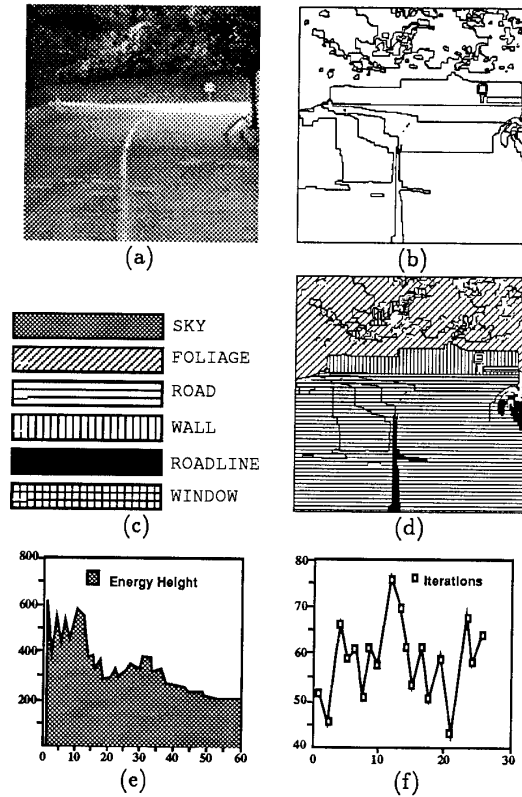 (a)
(b)
SKY
FOLIAGE
ROAD
WALL
ROADLINE
WINDOW
(c)
(d)
800
600
400
200
Energy Height
0 10 20 30 40 50 60
(e)
80
70
60
50
40
Iterations
0 10 20 30
(f)